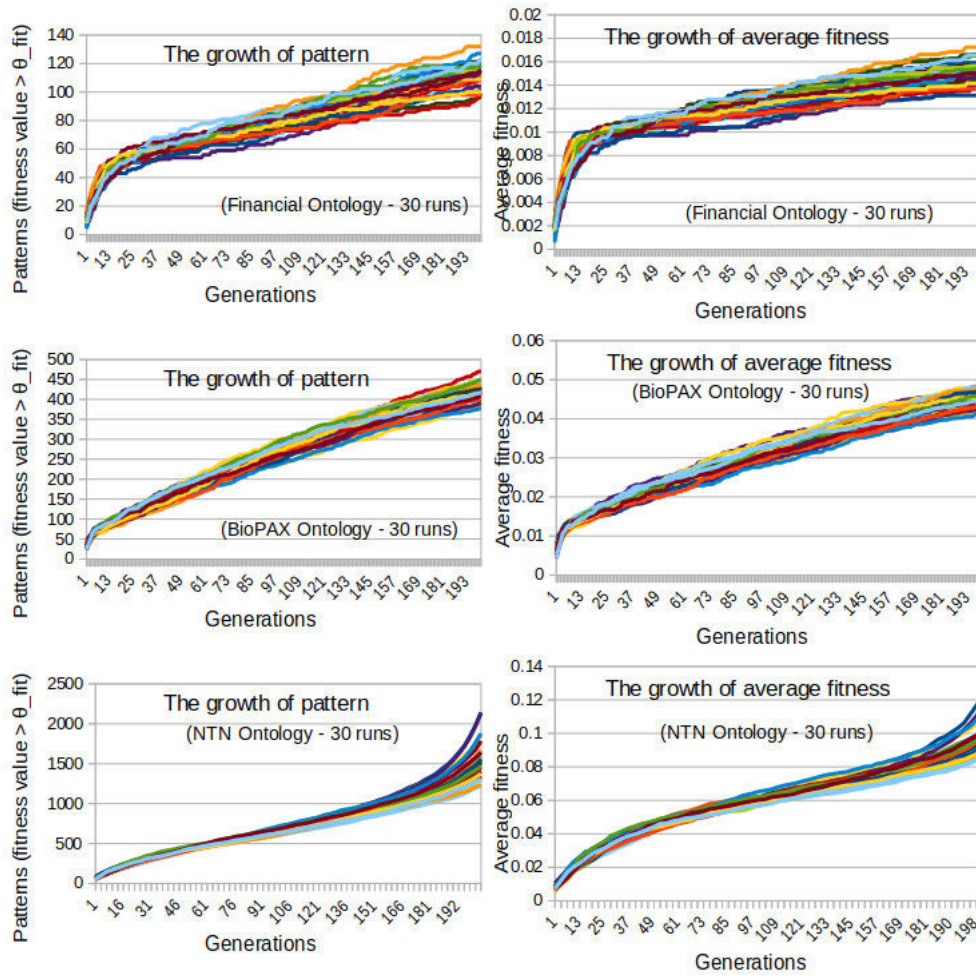 The growth of pattern
Patterns (fitness value > θ_fit)
140
120
100
80
60
40
20
0
(Financial Ontology - 30 runs)
1 13 25 37 49 61 73 85 97 109 121 133 145 157 169 181 193
Generations
The growth of average fitness
Average fitness
0.02
0.018
0.016
0.014
0.012
0.01
0.008
0.006
0.004
0.002
0
(Financial Ontology - 30 runs)
1 13 25 37 49 61 73 85 97 109 121 133 145 157 169 181 193
Generations
The growth of pattern
Patterns (fitness value > θ_fit)
500
450
400
350
300
250
200
150
100
50
0
(BioPAX Ontology - 30 runs)
1 13 25 37 49 61 73 85 97 109 121 133 145 157 169 181 193
Generations
The growth of average fitness
(BioPAX Ontology - 30 runs)
Average fitness
0.06
0.05
0.04
0.03
0.02
0.01
0
1 13 25 37 49 61 73 85 97 109 121 133 145 157 169 181 193
Generations
The growth of pattern
(NTN Ontology - 30 runs)
Patterns (fitness value > θ_fit)
2500
2000
1500
1000
500
0
1 16 31 46 61 76 91 106 121 136 151 166 181 192
Generations
The growth of average fitness
(NTN Ontology - 30 runs)
Average fitness
0.14
0.12
0.1
0.08
0.06
0.04
0.02
0
1 13 25 37 49 61 73 85 97 109 121 133 145 157 169 181 190 198
Generations